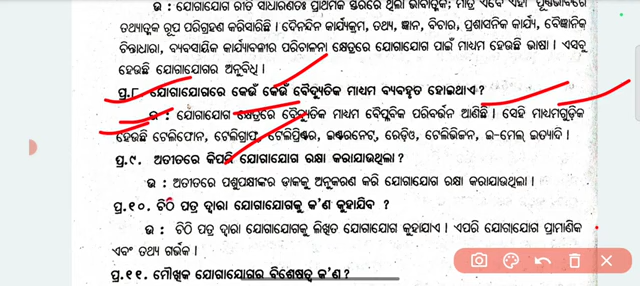 ଉ : ଯୋଗାଯୋଗ ରୀତି ସାଧାରଣତଃ ପ୍ରାଥମିକ ସ୍ତରରେ ଥିଲା ଭାବାତ୍ମକ; ମାତ୍ର ଏବେ ଏହା ପୂର୍ଣ୍ଣଭାବରେ
ତଥ୍ୟାତ୍ମକ ରୂପ ପରିଗ୍ରହଣ କରିସାରିଛି । ଦୈନନ୍ଦିନ କାର୍ଯ୍ୟକ୍ରମ, ତଥ୍ୟ, ଜ୍ଞାନ, ବିଚାର, ପ୍ରଶାସନିକ କାର୍ଯ୍ୟ, ବୈଜ୍ଞାନିକ
ଚିନ୍ତାଧାରା, ବ୍ୟବସାୟିକ କାର୍ଯ୍ୟାବଳୀର ପରିଚାଳନା କ୍ଷେତ୍ରରେ ଯୋଗାଯୋଗ ପାଇଁ ମାଧ୍ୟମ ହେଉଛି ଭାଷା । ଏସବୁ
ହେଉଛି ଯୋଗାଯୋଗର ଅନୁବିଧି ।
ପ୍ର.୮ ଯୋଗାଯୋଗରେ କେଉଁ କେଉଁ ବୈଦ୍ୟୁତିକ ମାଧ୍ୟମ ବ୍ୟବହୃତ ହୋଇଥାଏ ?
ଉ : ଯୋଗାଯୋଗ କ୍ଷେତ୍ରରେ ବୈଦ୍ୟୁତିକ ମାଧ୍ୟମ ବୈପ୍ଳବିକ ପରିବର୍ତ୍ତନ ଆଣିଛି । ସେହି ମାଧ୍ୟମଗୁଡ଼ିକ
ହେଉଛି ଟେଲିଫୋନ, ଟେଲିଗ୍ରାଫ୍, ଟେଲିପ୍ରିଣ୍ଟର, ଇଣ୍ଟରନେଟ୍, ରେଡ଼ିଓ, ଟେଲିଭିଜନ, ଇ-ମେଲ୍ ଇତ୍ୟାଦି ।
ପ୍ର.୯. ଅତୀତରେ କିପରି ଯୋଗାଯୋଗ ରକ୍ଷା କରାଯାଉଥିଲା ?
ଉ : ଅତୀତରେ ପଶୁପକ୍ଷୀଙ୍କର ଡାକକୁ ଅନୁକରଣ କରି ଯୋଗାଯୋଗ ରକ୍ଷା କରାଯାଉଥିଲା ।
ପ୍ର.୧୦. ଚିଠି ପତ୍ର ଦ୍ୱାରା ଯୋଗାଯୋଗକୁ କ'ଣ କୁହାଯିବ ?
ଉ : ଚିଠି ପତ୍ର ଦ୍ୱାରା ଯୋଗାଯୋଗକୁ ଲିଖିତ ଯୋଗାଯୋଗ କୁହାଯାଏ । ଏପରି ଯୋଗାଯୋଗ ପ୍ରାମାଣିକ
ଏବଂ ତଥ୍ୟ ଗର୍ଭକ ।
ପ୍ର.୧୧. ମୌଖିକ ଯୋଗାଯୋଗର ବିଶେଷତ୍ୱ କ'ଣ ?